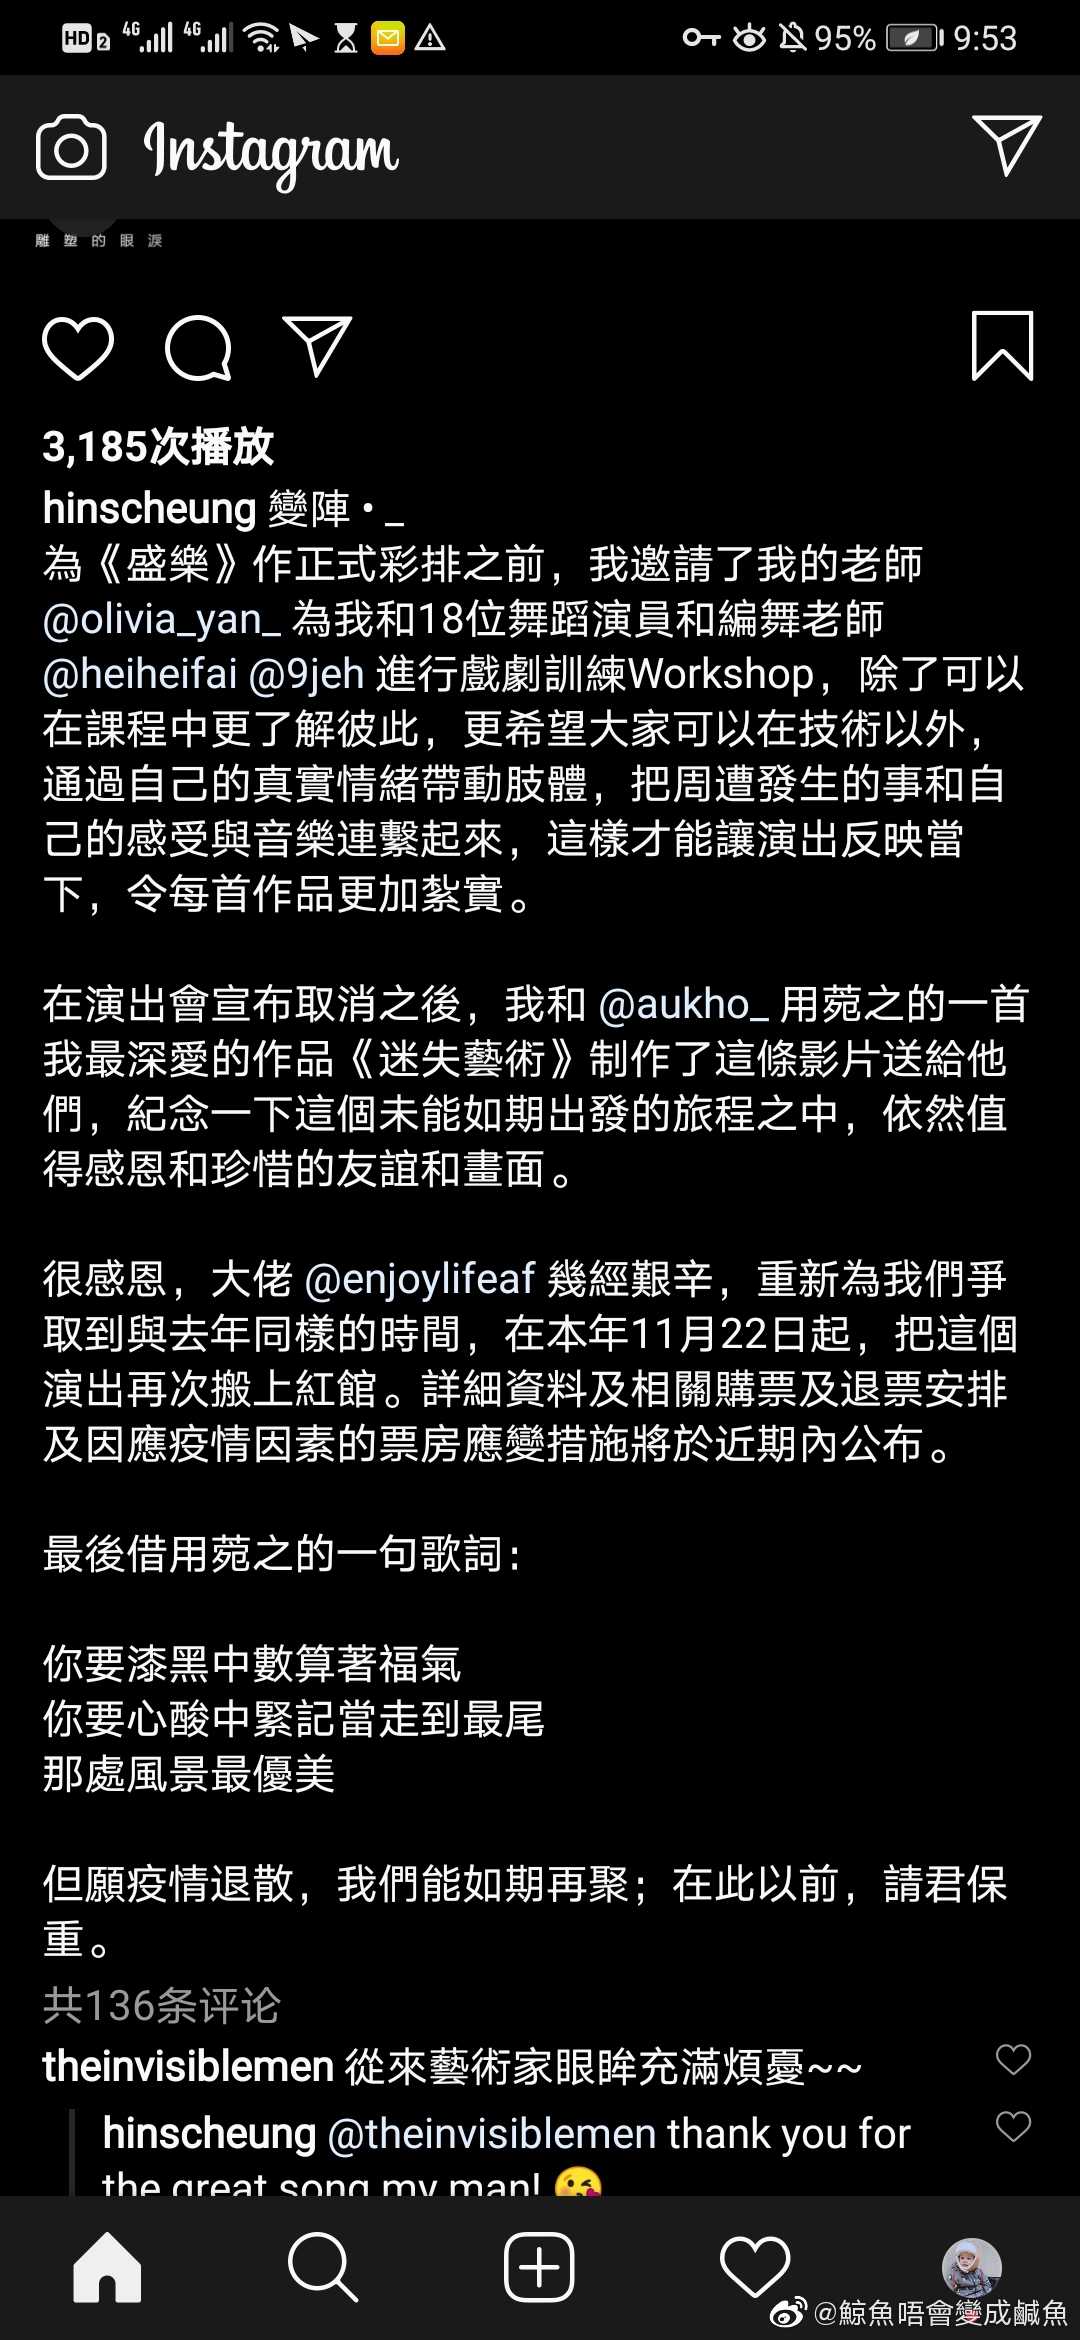 HD 2 4G 4G 95% 9:53
Instagram
雕塑的眼淚
3,185次播放
hinscheung 變陣•_
為《盛樂》作正式彩排之前，我邀請了我的老師
@olivia_yan_ 為我和18位舞蹈演員和編舞老師
@heiheifai @9jeh 進行戲劇訓練Workshop，除了可以
在課程中更了解彼此，更希望大家可以在技術以外，
通過自己的真實情緒帶動肢體，把周遭發生的事和自
己的感受與音樂連繫起來，這樣才能讓演出反映當
下，令每首作品更加紮實。
在演出會宣布取消之後，我和 @aukho_ 用菀之的一首
我最深愛的作品《迷失藝術》制作了這條影片送給他
們，紀念一下這個未能如期出發的旅程之中，依然值
得感恩和珍惜的友誼和畫面。
很感恩，大佬 @enjoylifeaf 幾經艱辛，重新為我們爭
取到與去年同樣的時間，在本年11月22日起，把這個
演出再次搬上紅館。詳細資料及相關購票及退票安排
及因應疫情因素的票房應變措施將於近期內公布。
最後借用菀之的一句歌詞：
你要漆黑中數算著福氣
你要心酸中緊記當走到最尾
那處風景最優美
但願疫情退散，我們能如期再聚；在此以前，請君保
重。
共136条评论
theinvisiblemen 從來藝術家眼眸充滿煩憂~~
hinscheung @theinvisiblemen thank you for
the great song my man! 😘
@鯨魚唔會變成鹹魚